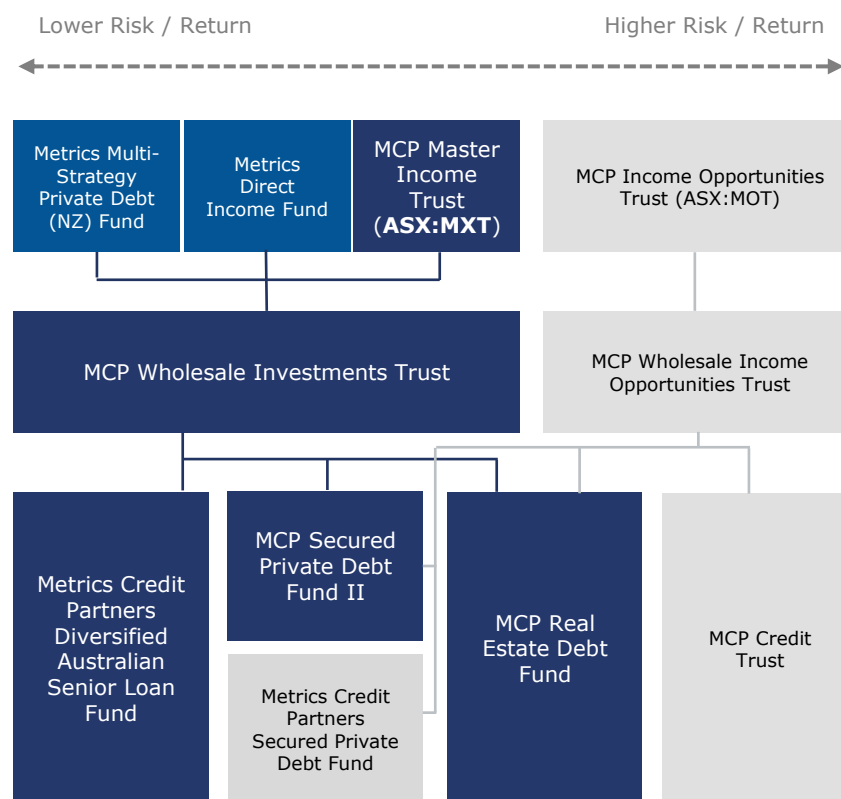 Lower Risk / Return
Higher Risk / Return
Metrics Multi-
Strategy
Private Debt
(NZ) Fund
Metrics
Direct
Income Fund
MCP Master
Income
Trust
(ASX:MXT)
MCP Income Opportunities
Trust (ASX:MOT)
MCP Wholesale Investments Trust
MCP Wholesale Income
Opportunities Trust
Metrics Credit
Partners
Diversified
Australian
Senior Loan
Fund
MCP Secured
Private Debt
Fund II
Metrics Credit
Partners
Secured Private
Debt Fund
MCP Real
Estate Debt
Fund
MCP Credit
Trust